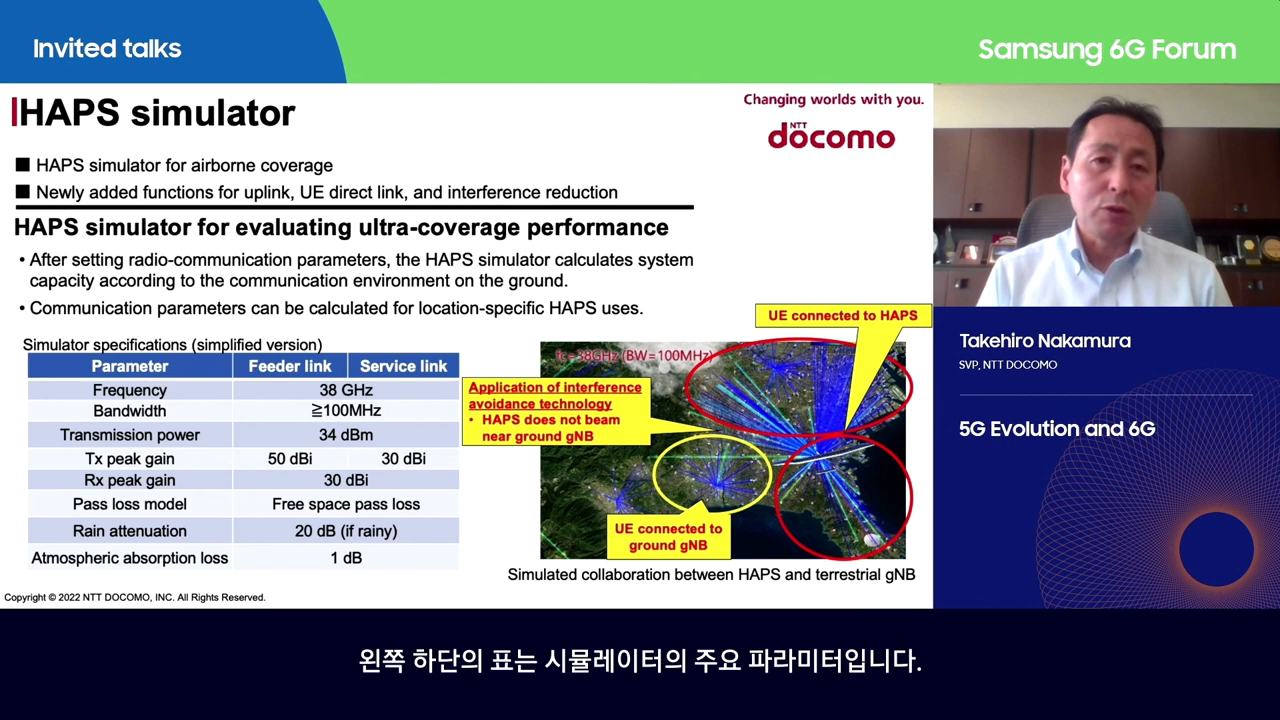 Invited talks
Samsung 6G Forum
HAPS simulator
Changing worlds with you.
NTT
döcomo
■ HAPS simulator for airborne coverage
■ Newly added functions for uplink, UE direct link, and interference reduction
HAPS simulator for evaluating ultra-coverage performance
• After setting radio-communication parameters, the HAPS simulator calculates system
capacity according to the communication environment on the ground.
• Communication parameters can be calculated for location-specific HAPS uses.
Simulator specifications (simplified version)
Parameter Feeder link Service link
Frequency 38 GHz
Bandwidth ≧100MHz
Transmission power 34 dBm
Tx peak gain 50 dBi 30 dBi
Rx peak gain 30 dBi
Pass loss model Free space pass loss
Rain attenuation 20 dB (if rainy)
Atmospheric absorption loss 1 dB
UE connected to HAPS
fc=38GHz (BW=100MHz)
Application of interference
avoidance technology
• HAPS does not beam
near ground gNB
UE connected to
ground gNB
Simulated collaboration between HAPS and terrestrial gNB
Copyright © 2022 NTT DOCOMO, INC. All Rights Reserved.
Takehiro Nakamura
SVP, NTT DOCOMO
5G Evolution and 6G
왼쪽 하단의 표는 시뮬레이터의 주요 파라미터입니다.